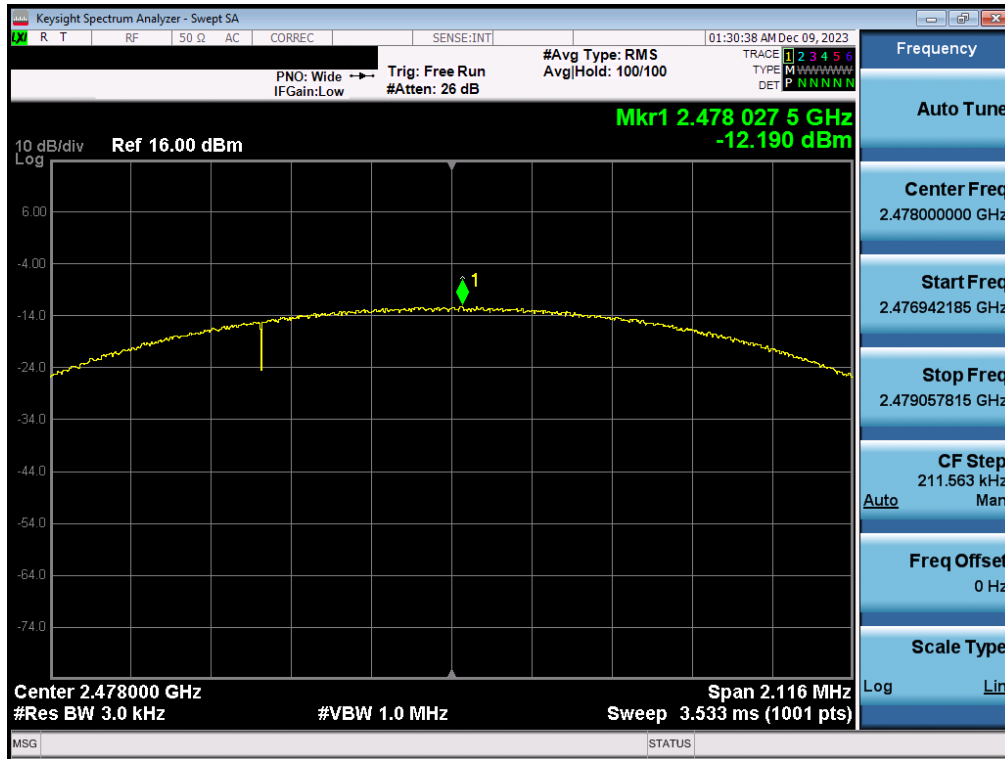 Keysight Spectrum Analyzer - Swept SA
LXI R T RF 50 Ω AC CORREC SENSE:INT 01:30:38 AM Dec 09, 2023
Frequency
#Avg Type: RMS
TRACE 1 2 3 4 5 6
PNO: Wide Trig: Free Run Avg|Hold: 100/100
TYPE M WWWWW
IFGain:Low #Atten: 26 dB
DET P N N N N N
Auto Tune
Mkr1 2.478 027 5 GHz
-12.190 dBm
10 dB/div Ref 16.00 dBm
Log
6.00
-4.00
-14.0
-24.0
-34.0
-44.0
-54.0
-64.0
-74.0
1
Center 2.478000 GHz Span 2.116 MHz
#Res BW 3.0 kHz #VBW 1.0 MHz Sweep 3.533 ms (1001 pts)
Center Freq
2.478000000 GHz
Start Freq
2.476942185 GHz
Stop Freq
2.479057815 GHz
CF Step
211.563 kHz
Auto Man
Freq Offset
0 Hz
Scale Type
Log Lin
MSG STATUS